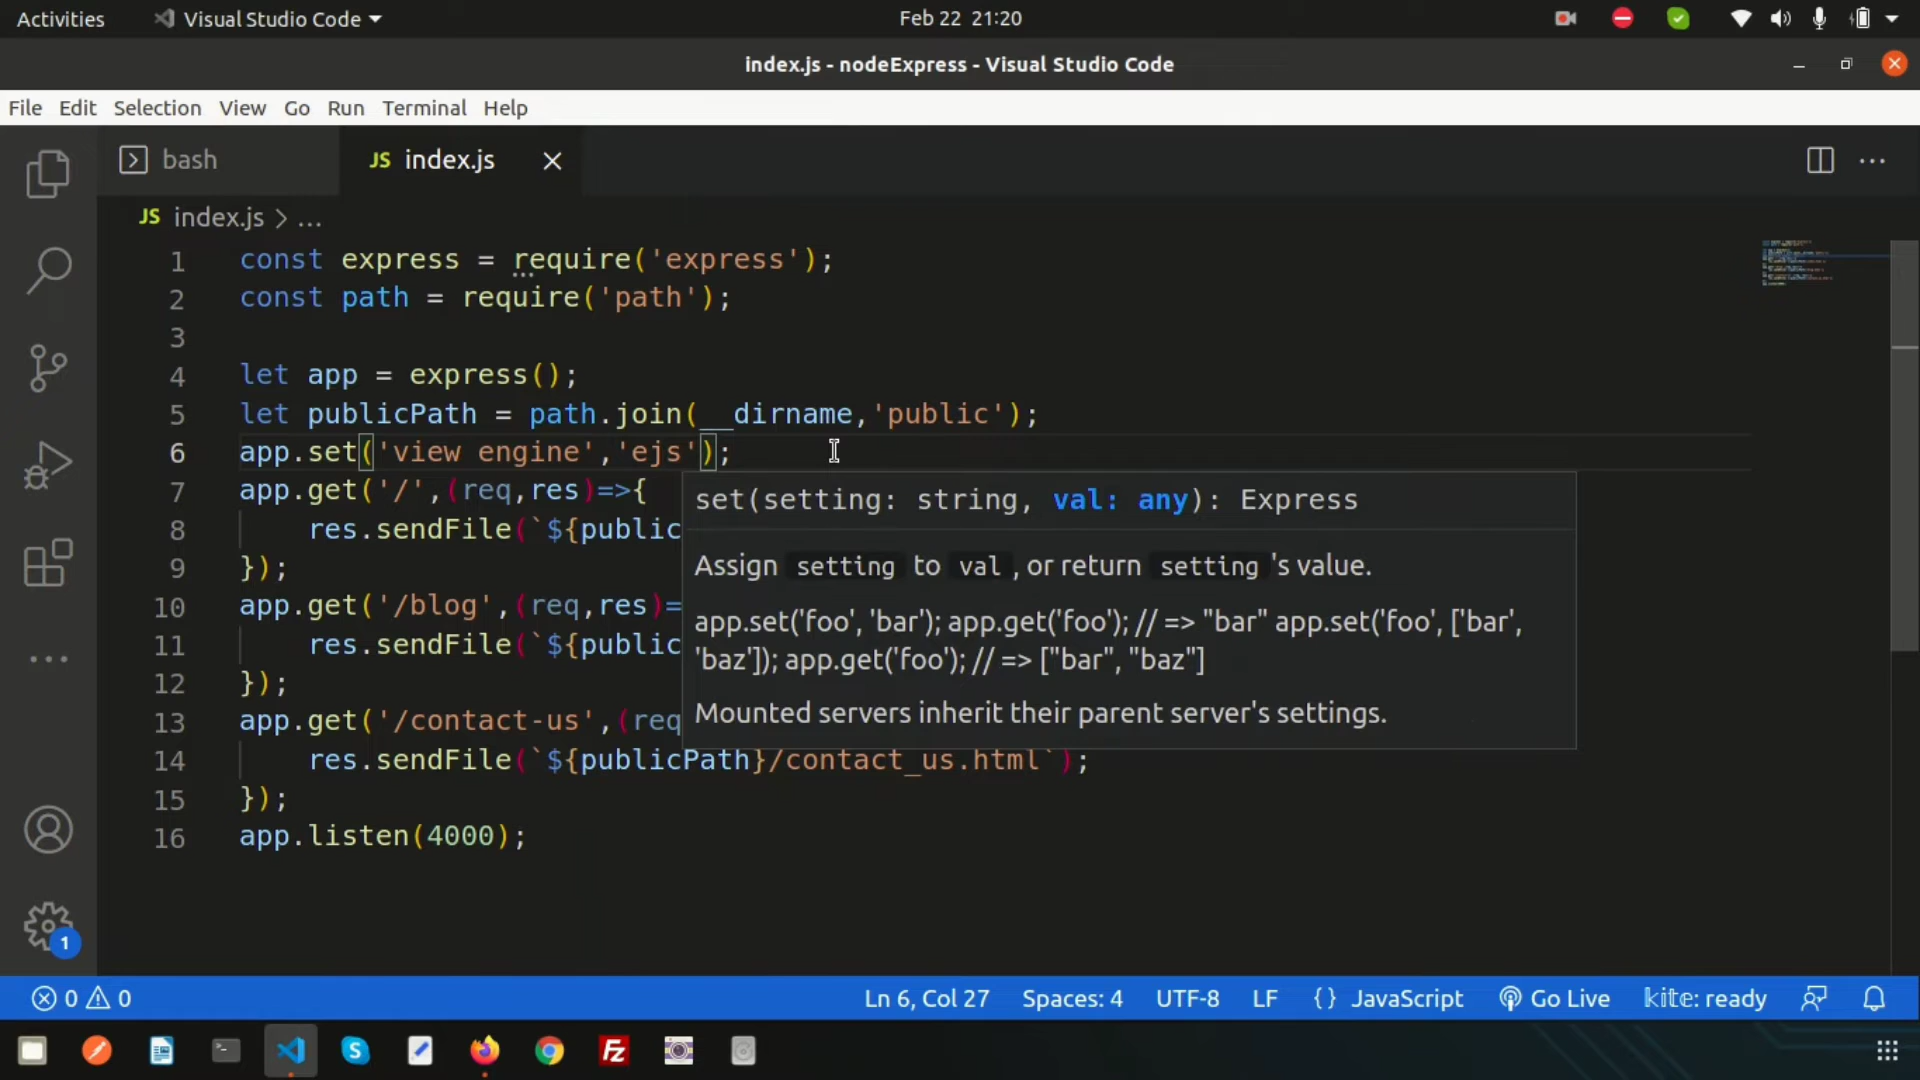 Activities Visual Studio Code Feb 22 21:20
index.js - nodeExpress - Visual Studio Code
File Edit Selection View Go Run Terminal Help
bash JS index.js
JS index.js > ...
1 const express = require('express');
2 const path = require('path');
3
4 let app = express();
5 let publicPath = path.join(__dirname,'public');
6 app.set('view engine','ejs');
7 app.get('/',(req,res)=>{
8 res.sendFile(`${public
9 });
10 app.get('/blog',(req,res)=
11 res.sendFile(`${public
12 });
13 app.get('/contact-us',(req
14 res.sendFile(`${publicPath}/contact_us.html`);
15 });
16 app.listen(4000);
set(setting: string, val: any): Express
Assign setting to val , or return setting 's value.
app.set('foo', 'bar'); app.get('foo'); // => "bar" app.set('foo', ['bar',
'baz']); app.get('foo'); // => ["bar", "baz"]
Mounted servers inherit their parent server's settings.
1
0 0 Ln 6, Col 27 Spaces: 4 UTF-8 LF {} JavaScript Go Live kite: ready